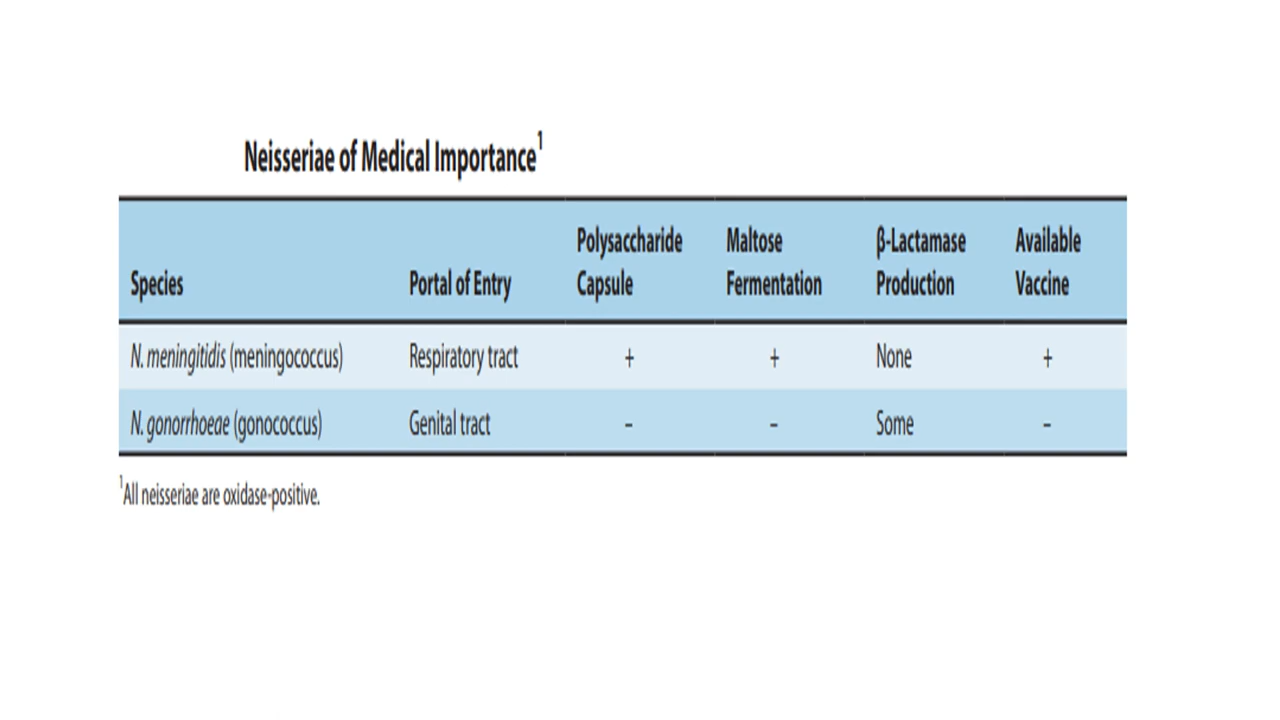 Neisseriae of Medical Importance1
Species Portal of Entry Polysaccharide Capsule Maltose Fermentation β-Lactamase Production Available Vaccine
N. meningitidis (meningococcus) Respiratory tract + + None +
N. gonorrhoeae (gonococcus) Genital tract – – Some –
1All neisseriae are oxidase-positive.